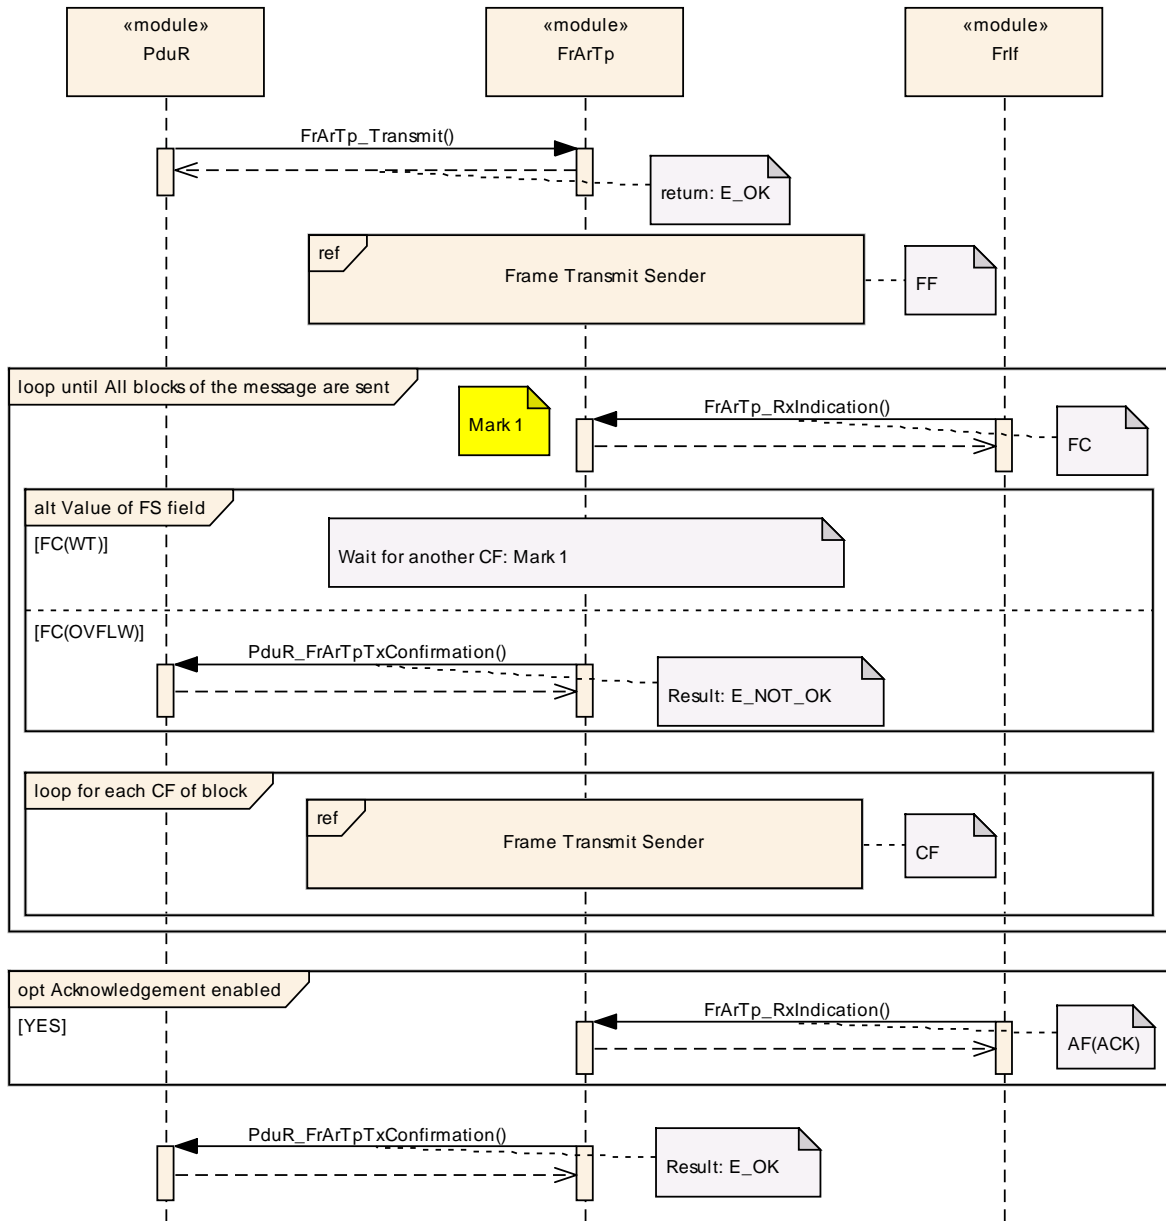 «module»
PduR
«module»
FrArTp
«module»
FrIf
FrArTp_Transmit()
return: E_OK
ref
Frame Transmit Sender
FF
loop until All blocks of the message are sent
Mark 1
FrArTp_RxIndication()
FC
alt Value of FS field
[FC(WT)]
Wait for another CF: Mark 1
[FC(OVFLW)]
PduR_FrArTpTxConfirmation()
Result: E_NOT_OK
loop for each CF of block
ref
Frame Transmit Sender
CF
opt Acknowledgement enabled
[YES]
FrArTp_RxIndication()
AF(ACK)
PduR_FrArTpTxConfirmation()
Result: E_OK